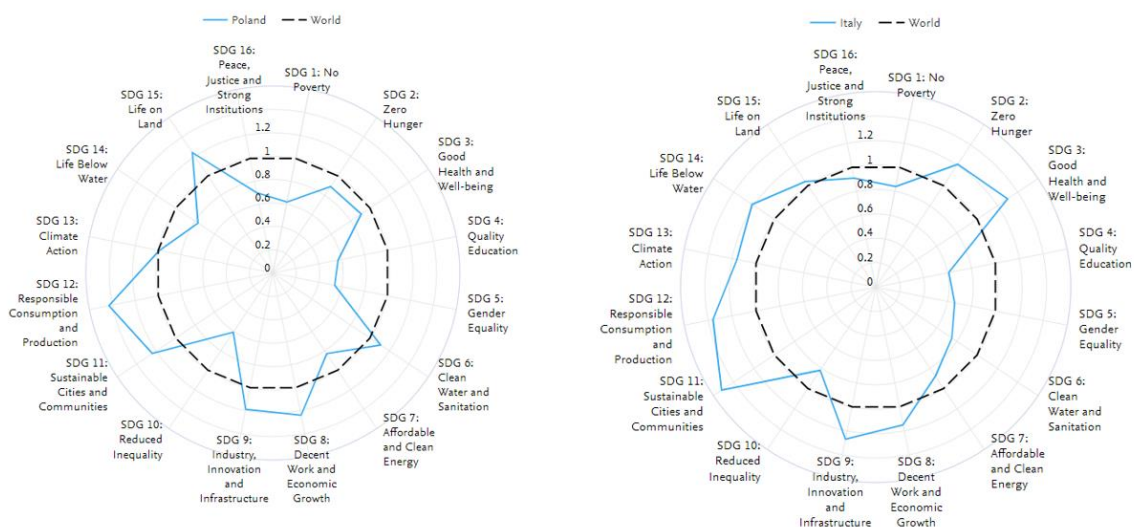 Poland World
SDG 16:
Peace,
Justice and
Strong
Institutions
SDG 1: No
Poverty
SDG 2:
Zero
Hunger
SDG 3:
Good
Health and
Well-being
SDG 4:
Quality
Education
SDG 5:
Gender
Equality
SDG 6:
Clean
Water and
Sanitation
SDG 7:
Affordable
and Clean
Energy
SDG 8:
Decent
Work and
Economic
Growth
SDG 9:
Industry,
Innovation
and
Infrastructure
SDG 10:
Reduced
Inequality
SDG 11:
Sustainable
Cities and
Communities
SDG 12:
Responsible
Consumption
and
Production
SDG 13:
Climate
Action
SDG 14:
Life Below
Water
SDG 15:
Life on
Land
1.2
1
0.8
0.6
0.4
0.2
0
Italy World
SDG 16:
Peace,
Justice and
Strong
Institutions
SDG 1: No
Poverty
SDG 2:
Zero
Hunger
SDG 3:
Good
Health and
Well-being
SDG 4:
Quality
Education
SDG 5:
Gender
Equality
SDG 6:
Clean
Water and
Sanitation
SDG 7:
Affordable
and Clean
Energy
SDG 8:
Decent
Work and
Economic
Growth
SDG 9:
Industry,
Innovation
and
Infrastructure
SDG 10:
Reduced
Inequality
SDG 11:
Sustainable
Cities and
Communities
SDG 12:
Responsible
Consumption
and
Production
SDG 13:
Climate
Action
SDG 14:
Life Below
Water
SDG 15:
Life on
Land
1.2
1
0.8
0.6
0.4
0.2
0